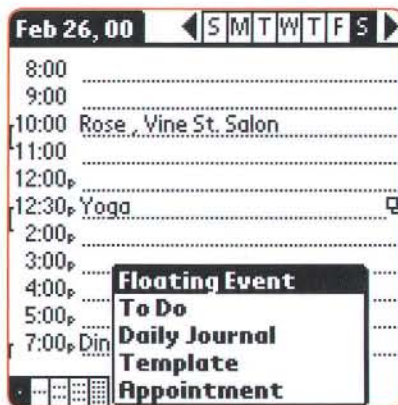 Feb 26, 00 S M T W T F S
8:00
9:00
10:00 Rose , Vine St. Salon
11:00
12:00p
12:30p Yoga
2:00p
3:00p
4:00p
5:00p
7:00p Din
Floating Event
To Do
Daily Journal
Template
Appointment